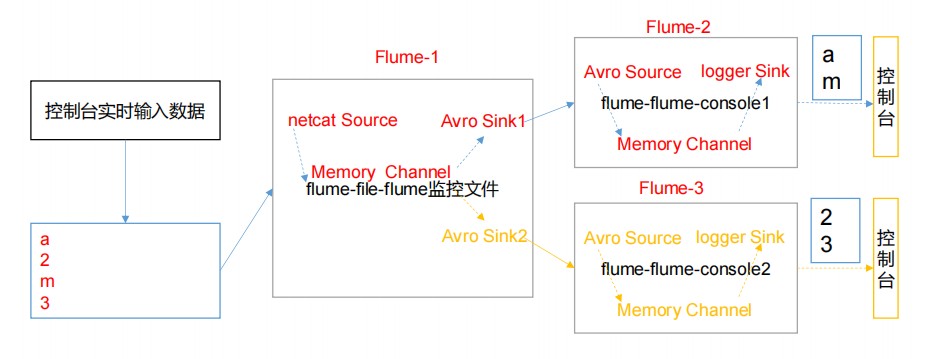 控制台实时输入数据
a
2
m
3
Flume-1
netcat Source
Avro Sink1
Memory Channel
flume-file-flume监控文件
Avro Sink2
Flume-2
Avro Source
logger Sink
flume-flume-console1
Memory Channel
a
m
控制台
Flume-3
Avro Source
logger Sink
flume-flume-console2
Memory Channel
2
3
控制台